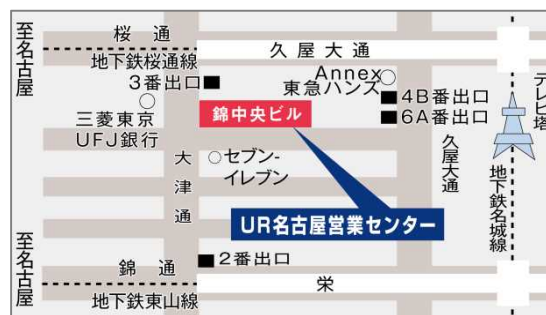 至名古屋
桜通
地下鉄桜通線
久屋大通
3番出口
三菱東京
UFJ銀行
錦中央ビル
Annex
東急ハンズ
4B番出口
6A番出口
テレビ塔
大津通
セブン-
イレブン
久屋大通
地下鉄名城線
UR名古屋営業センター
至名古屋
錦通
2番出口
地下鉄東山線
栄